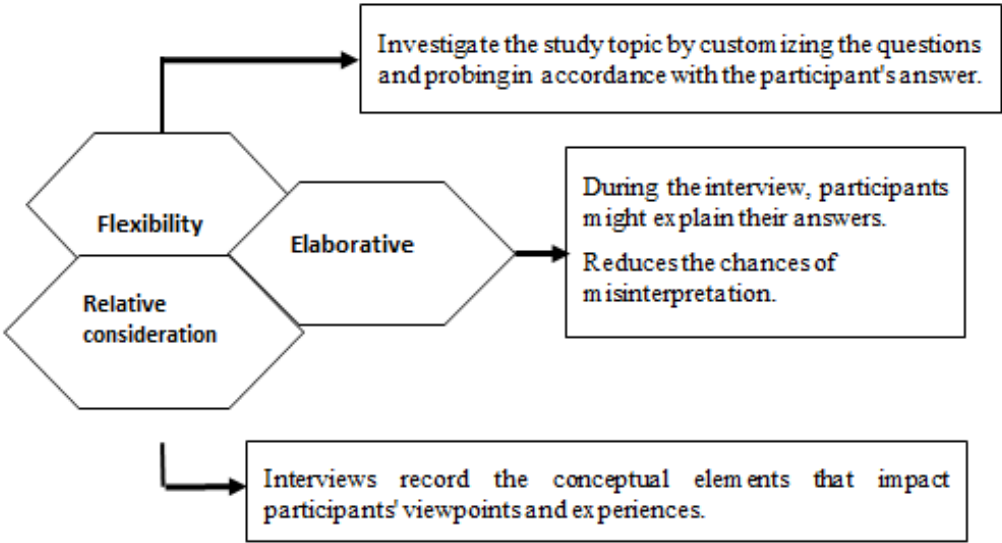 Investigate the study topic by customizing the questions
and probing in accordance with the participant's answer.
Flexibility
Elaborative
During the interview, participants
might explain their answers.
Reduces the chances of
misinterpretation.
Relative
consideration
Interviews record the conceptual elements that impact
participants' viewpoints and experiences.